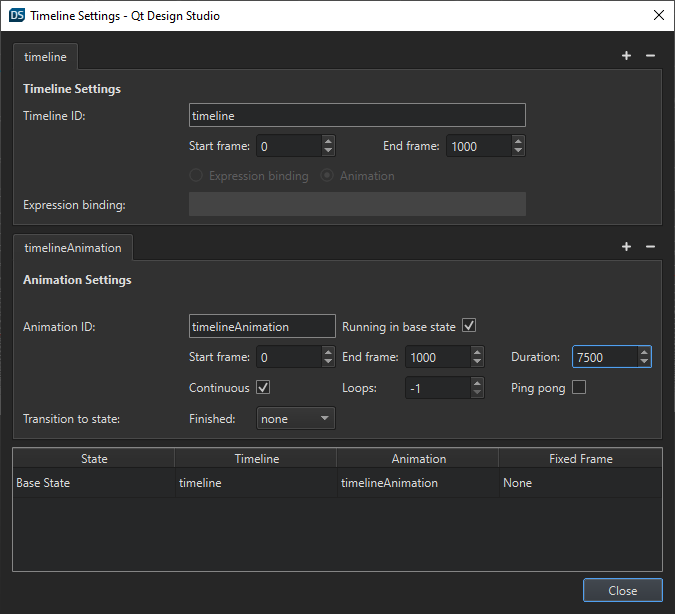 DS Timeline Settings - Qt Design Studio
timeline
Timeline Settings
Timeline ID: timeline
Start frame: 0 End frame: 1000
Expression binding Animation
Expression binding:
timelineAnimation
Animation Settings
Animation ID: timelineAnimation Running in base state
Start frame: 0 End frame: 1000 Duration: 7500
Continuous Loops: -1 Ping pong
Transition to state: Finished: none
State Timeline Animation Fixed Frame
Base State timeline timelineAnimation None
Close